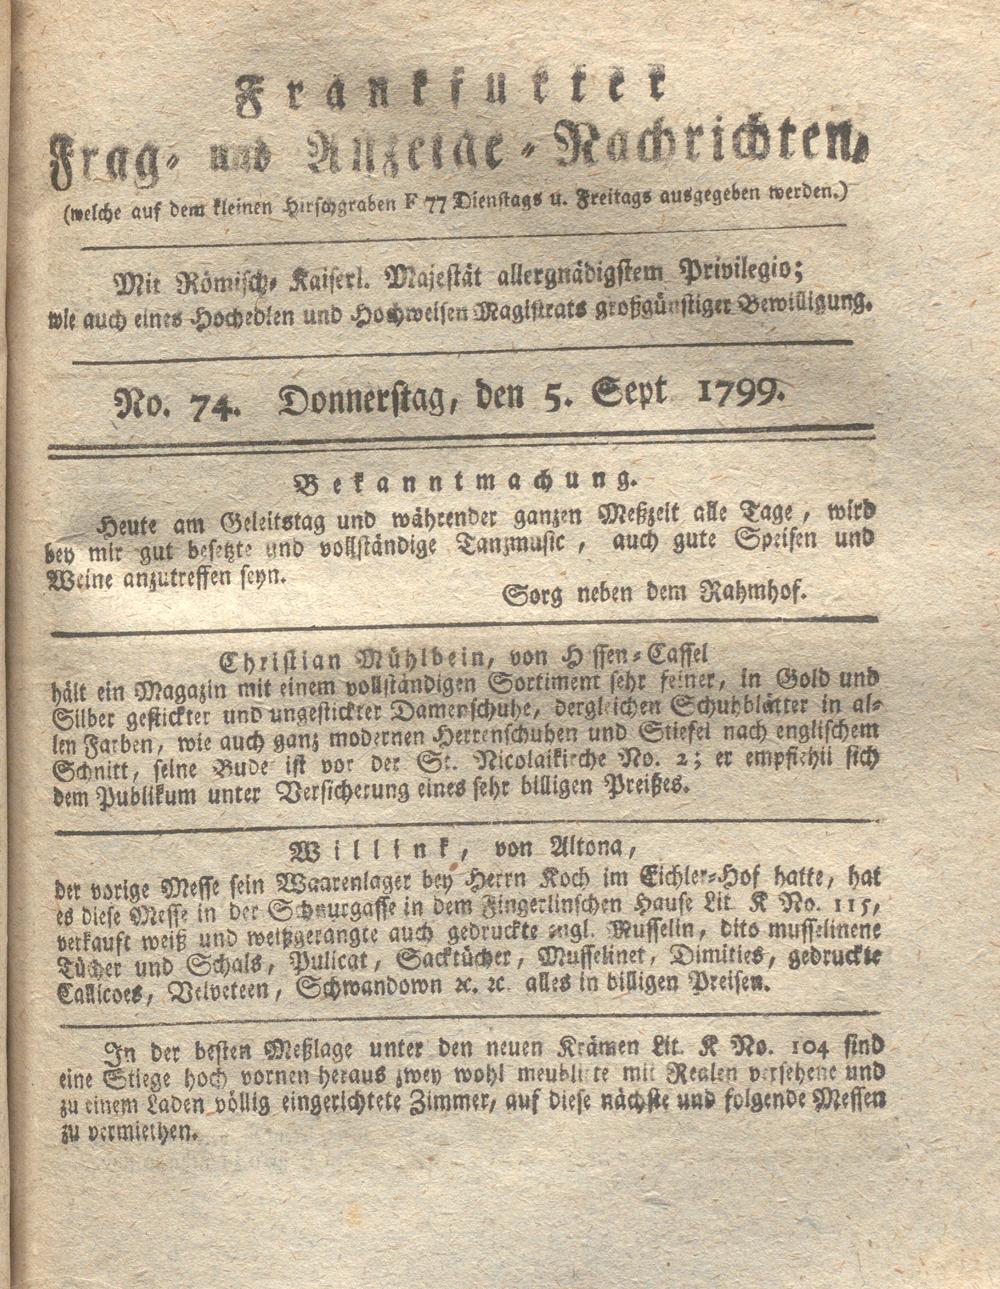 Frankfurter
Frag- und Anzeige-Nachrichten,
(welche auf dem kleinen Hirschgraben F 77 Dienstags u. Freitags ausgegeben werden.)
Mit Römisch- Kaiserl. Majestät allergnädigstem Privilegio;
wie auch eines Hochedlen und Hochweisen Magistrats großgünstiger Bewilligung.
No. 74. Donnerstag, den 5. Sept 1799.
Bekanntmachung.
Heute am Geleitstag und währender ganzen Meßzeit alle Tage, wird
bey mir gut besetzte und vollständige Tanzmusic, auch gute Speisen und
Weine anzutreffen seyn.
Sorg neben dem Rahmhof.
Christian Mühlbein, von Hessen-Cassel
hält ein Magazin mit einem vollständigen Sortiment sehr feiner, in Gold und
Silber gestickter und ungestickter Damenschuhe, dergleichen Schuhblätter in al-
len Farben, wie auch ganz modernen Herrenschuhen und Stiefel nach englischem
Schnitt, seine Bude ist vor der St. Nicolaikirche No. 2; er empfiehlt sich
dem Publikum unter Versicherung eines sehr billigen Preißes.
Willink, von Altona,
der vorige Messe sein Waarenlager bey Herrn Koch im Eichler-Hof hatte, hat
es diese Messe in der Schnurgasse in dem Fingerlinschen Hause Lit. K No. 115,
verkauft weiß und weißgerangte auch gedruckte engl. Musselin, dito musselinene
Tücher und Schals, Pulicat, Sacktücher, Musselinet, Dimities, gedruckte
Callicoes, Velveteen, Schwandown ꝛc. ꝛc. alles in billigen Preisen.
In der besten Meßlage unter den neuen Krämen Lit. K No. 104 sind
eine Stiege hoch vornen heraus zwey wohl meublirte mit Realen versehene und
zu einem Laden völlig eingerichtete Zimmer, auf diese nächste und folgende Messen
zu vermiethen.